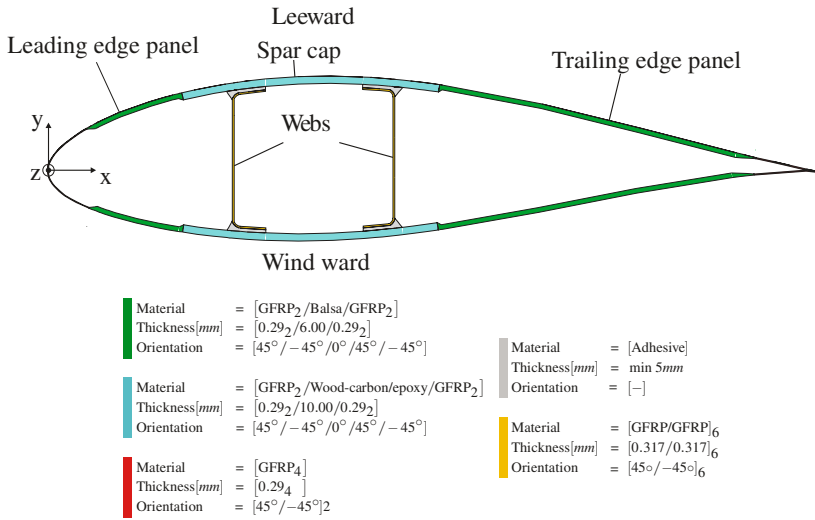 Leeward
Leading edge panel
Spar cap
Trailing edge panel
y
Webs
z
x
Wind ward
Material = [GFRP₂/Balsa/GFRP₂]
Thickness[mm] = [0.29₂/6.00/0.29₂]
Orientation = [45°/−45°/0°/45°/−45°]
Material = [GFRP₂/Wood-carbon/epoxy/GFRP₂]
Thickness[mm] = [0.29₂/10.00/0.29₂]
Orientation = [45°/−45°/0°/45°/−45°]
Material = [GFRP₄]
Thickness[mm] = [0.29₄ ]
Orientation = [45°/−45°]2
Material = [Adhesive]
Thickness[mm] = min 5mm
Orientation = [−]
Material = [GFRP/GFRP]₆
Thickness[mm] = [0.317/0.317]₆
Orientation = [45○/−45○]₆